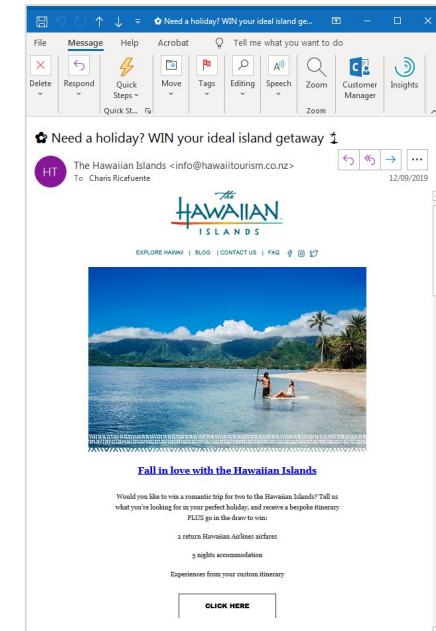 ✿ Need a holiday? WIN your ideal island ge...
File Message Help Acrobat Tell me what you want to do
Delete Respond Quick Steps Move Tags Editing Speech Zoom Customer Manager Insights
Quick St... Zoom
✿ Need a holiday? WIN your ideal island getaway
HT
The Hawaiian Islands <info@hawaiitourism.co.nz>
To Charis Ricafuente
12/09/2019
The
HAWAIIAN
ISLANDS
EXPLORE HAWAII | BLOG | CONTACT US | FAQ
Fall in love with the Hawaiian Islands
Would you like to win a romantic trip for two to the Hawaiian Islands? Tell us
what you're looking for in your perfect holiday, and receive a bespoke itinerary
PLUS go in the draw to win:
2 return Hawaiian Airlines airfares
5 nights accommodation
Experiences from your custom itinerary
CLICK HERE